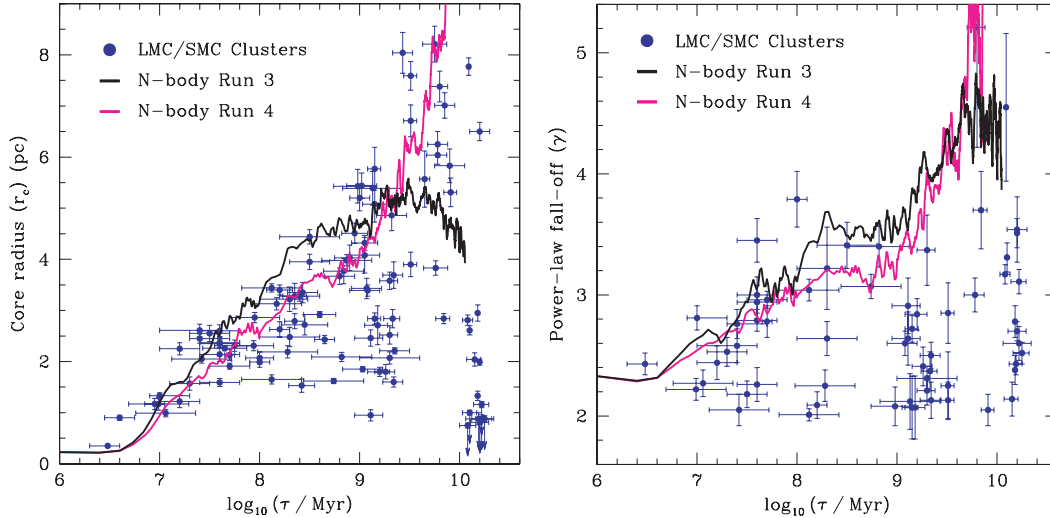 LMC/SMC Clusters
N-body Run 3
N-body Run 4
Core radius (r_c) (pc)
8
6
4
2
0
6
7
8
9
10
log10 (τ / Myr)
LMC/SMC Clusters
N-body Run 3
N-body Run 4
Power-law fall-off (γ)
5
4
3
2
6
7
8
9
10
log10 (τ / Myr)